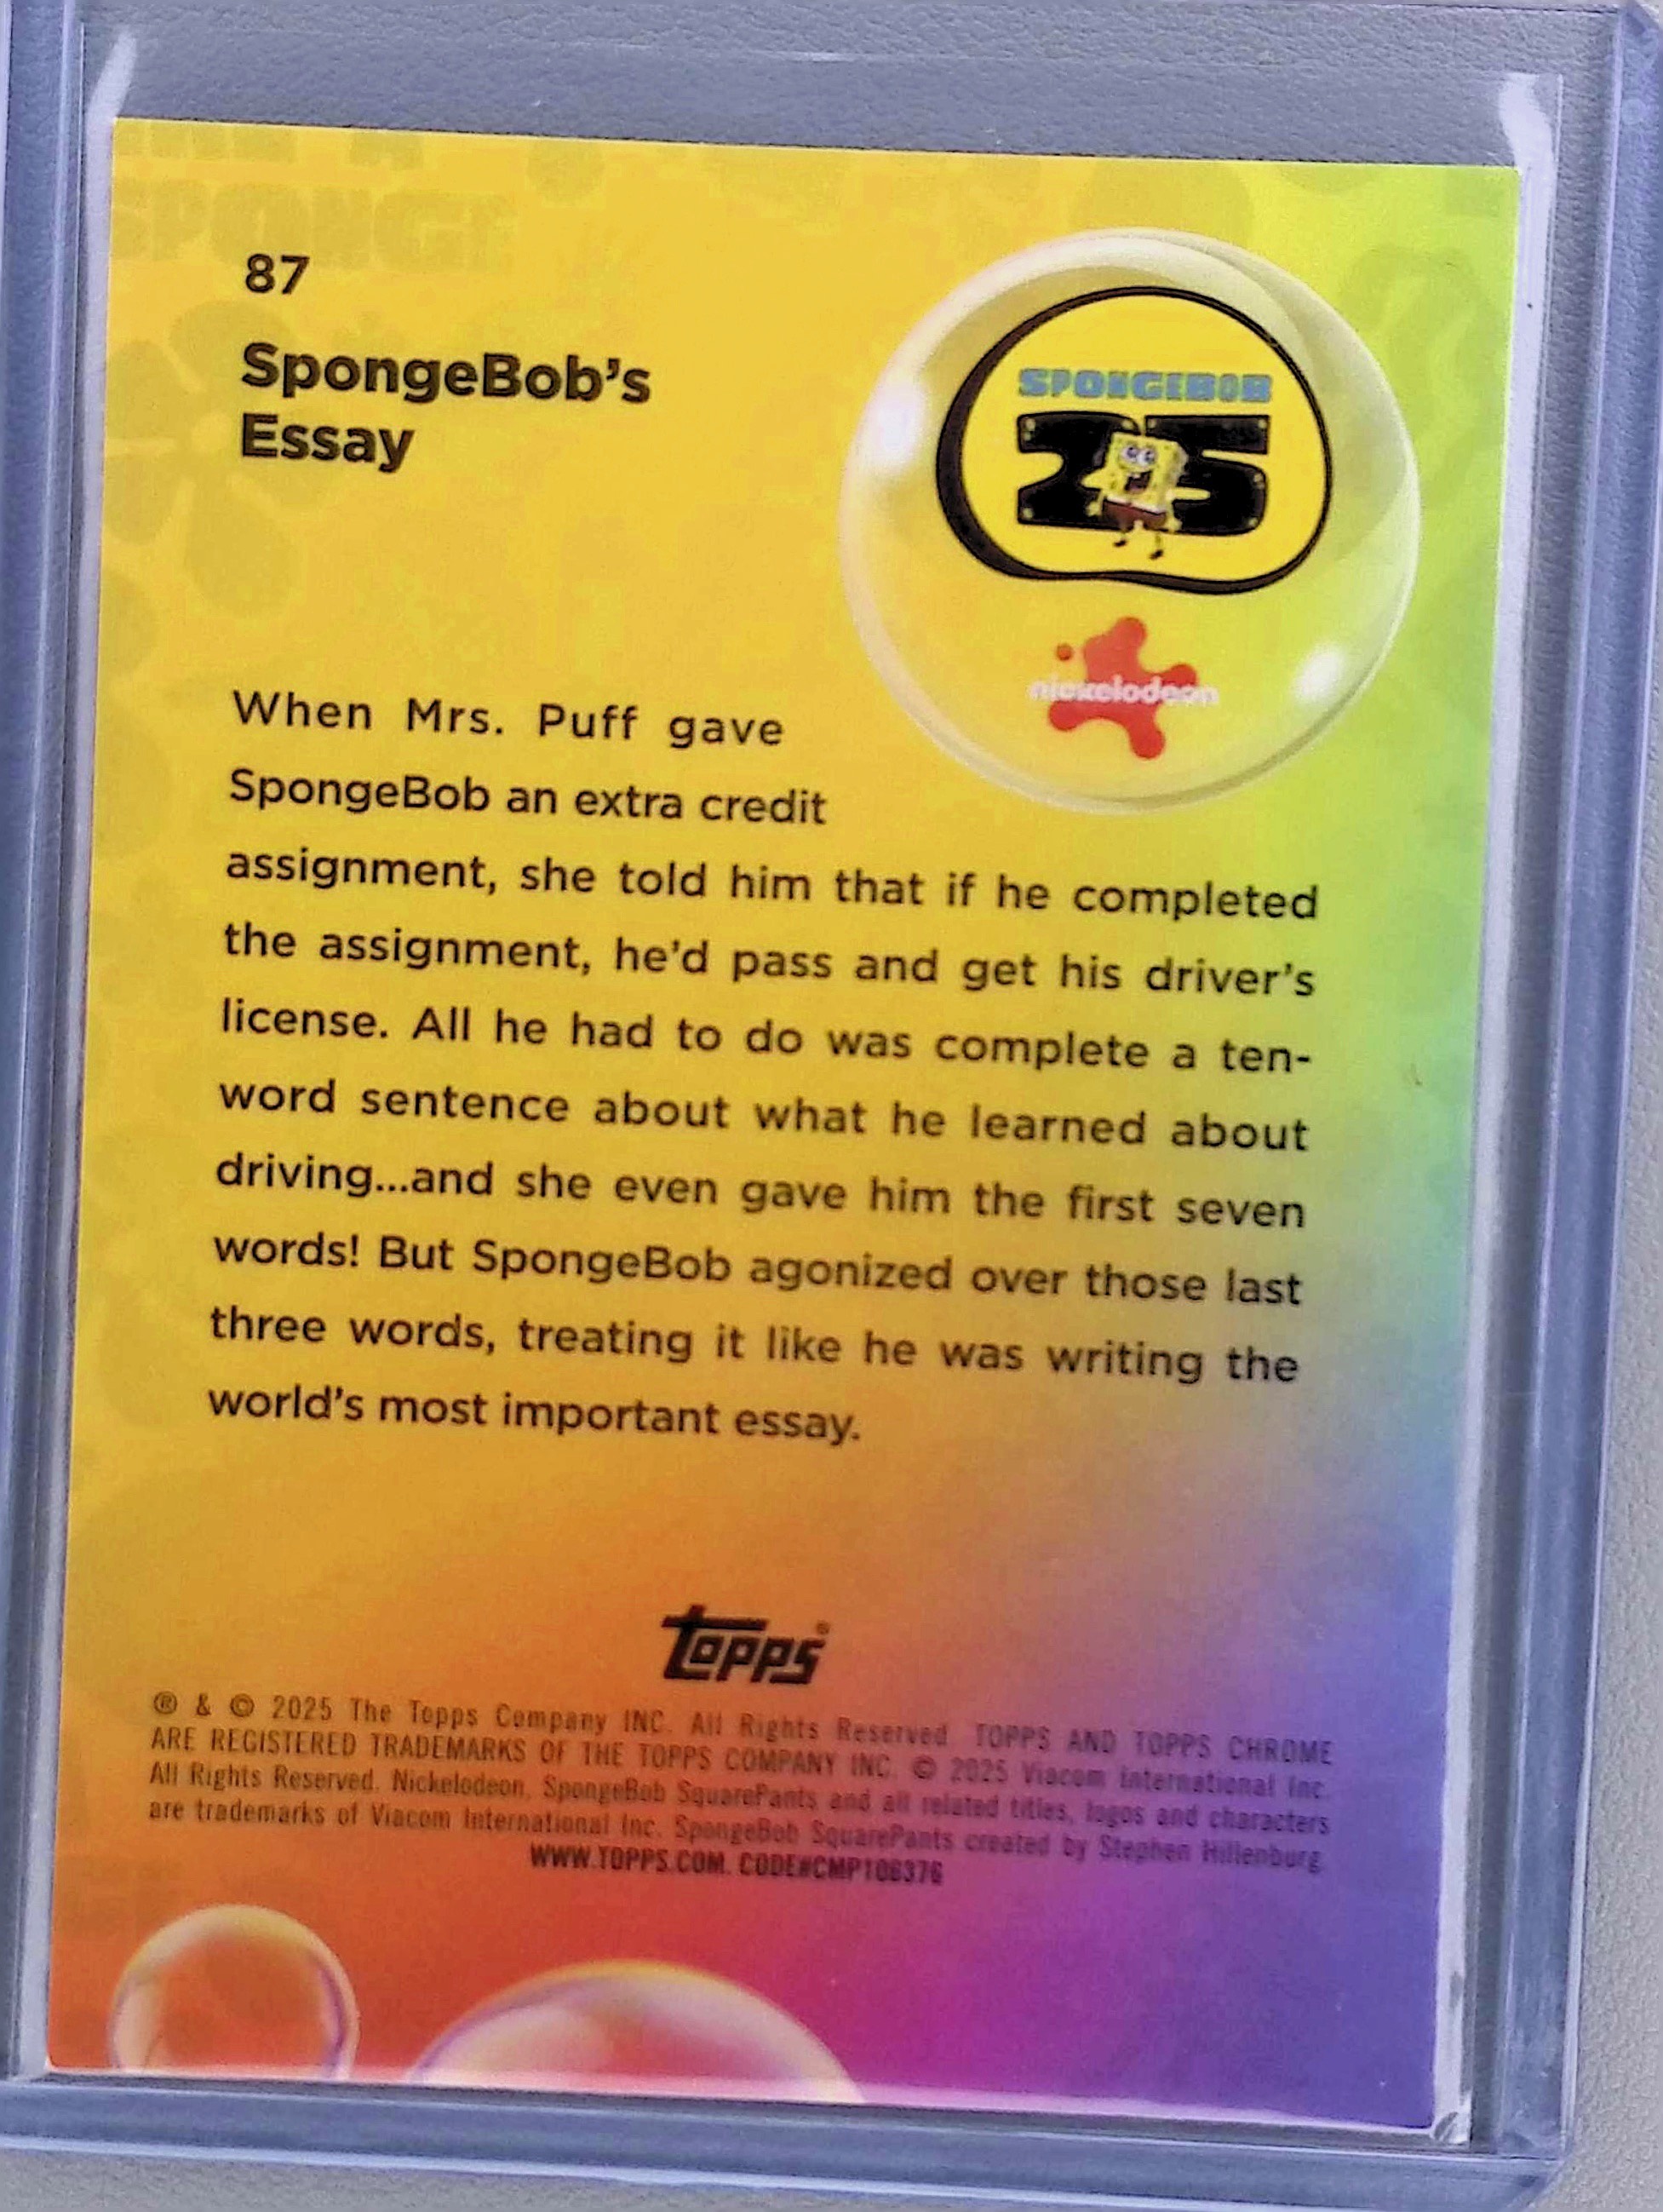 87
SpongeBob's
Essay
SPONGEBOB
25
nickelodeon
When Mrs. Puff gave
SpongeBob an extra credit
assignment, she told him that if he completed
the assignment, he'd pass and get his driver's
license. All he had to do was complete a ten-
word sentence about what he learned about
driving...and she even gave him the first seven
words! But SpongeBob agonized over those last
three words, treating it like he was writing the
world's most important essay.
Topps®
® & © 2025 The Topps Company INC. All Rights Reserved. TOPPS AND TOPPS CHROME
ARE REGISTERED TRADEMARKS OF THE TOPPS COMPANY INC. © 2025 Viacom International Inc.
All Rights Reserved. Nickelodeon, SpongeBob SquarePants and all related titles, logos and characters
are trademarks of Viacom International Inc. SpongeBob SquarePants created by Stephen Hillenburg.
WWW.TOPPS.COM. CODE#CMP106376